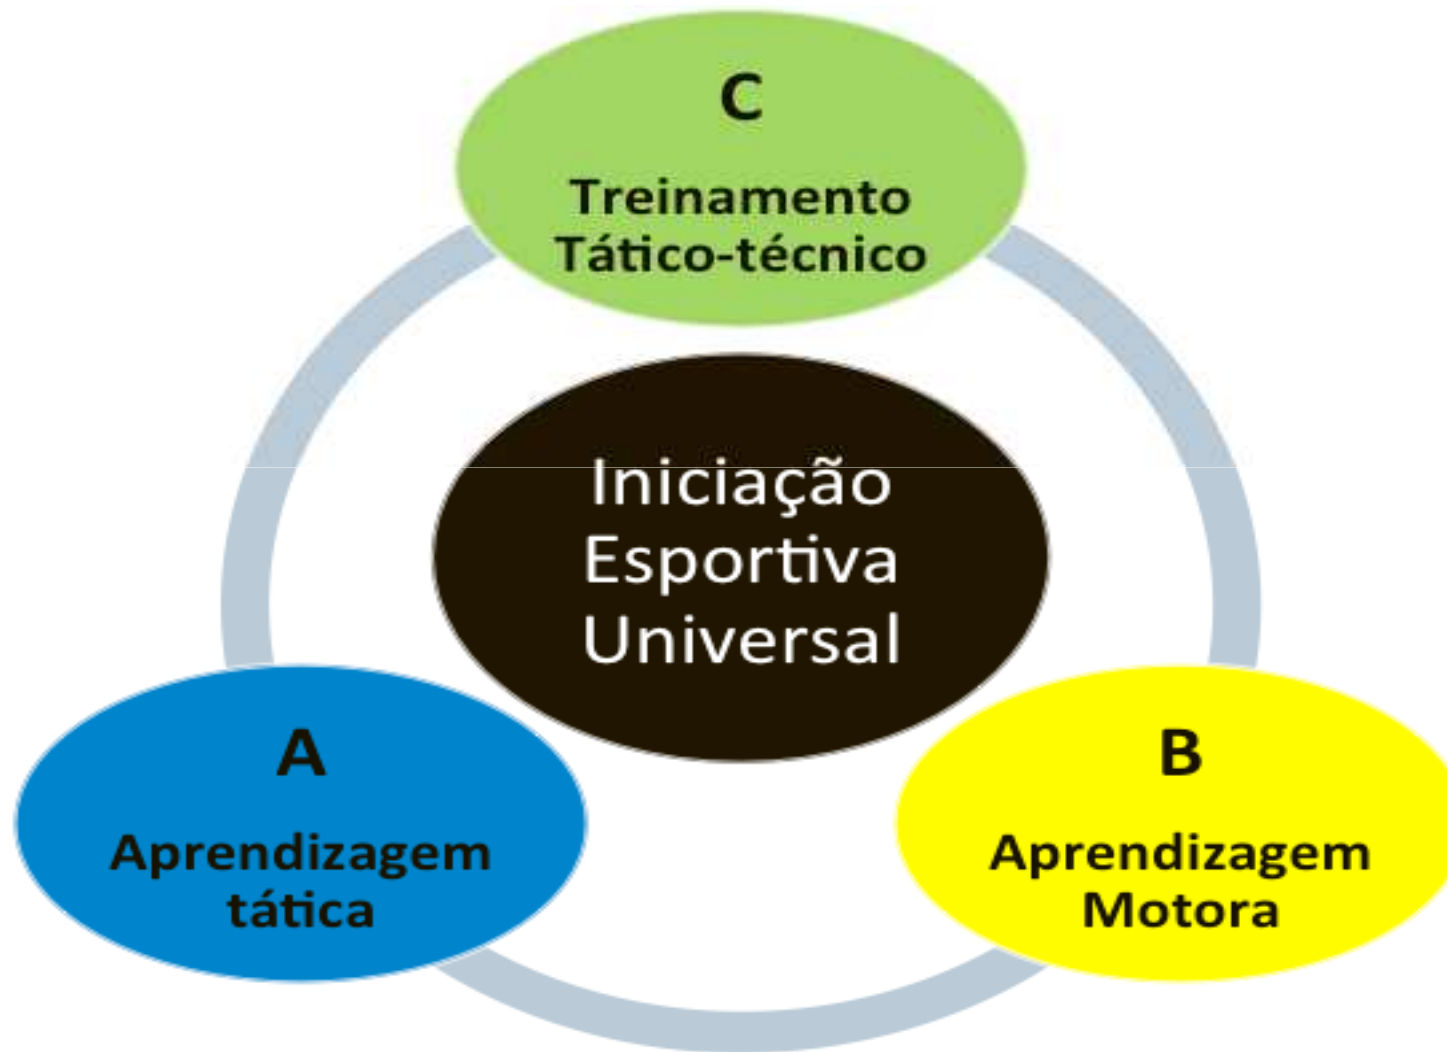 C
Treinamento
Tático-técnico
Iniciação
Esportiva
Universal
A
Aprendizagem
tática
B
Aprendizagem
Motora